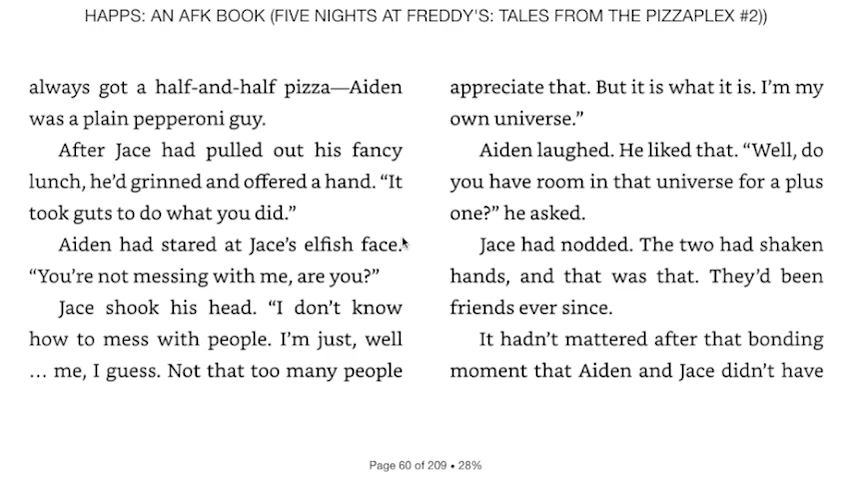 HAPPS: AN AFK BOOK (FIVE NIGHTS AT FREDDY'S: TALES FROM THE PIZZAPLEX #2))
always got a half-and-half pizza—Aiden
was a plain pepperoni guy.
After Jace had pulled out his fancy
lunch, he’d grinned and offered a hand. “It
took guts to do what you did.”
Aiden had stared at Jace’s elfish face.
“You’re not messing with me, are you?”
Jace shook his head. “I don’t know
how to mess with people. I’m just, well
… me, I guess. Not that too many people
appreciate that. But it is what it is. I’m my
own universe.”
Aiden laughed. He liked that. “Well, do
you have room in that universe for a plus
one?” he asked.
Jace had nodded. The two had shaken
hands, and that was that. They’d been
friends ever since.
It hadn’t mattered after that bonding
moment that Aiden and Jace didn’t have
Page 60 of 209 • 28%